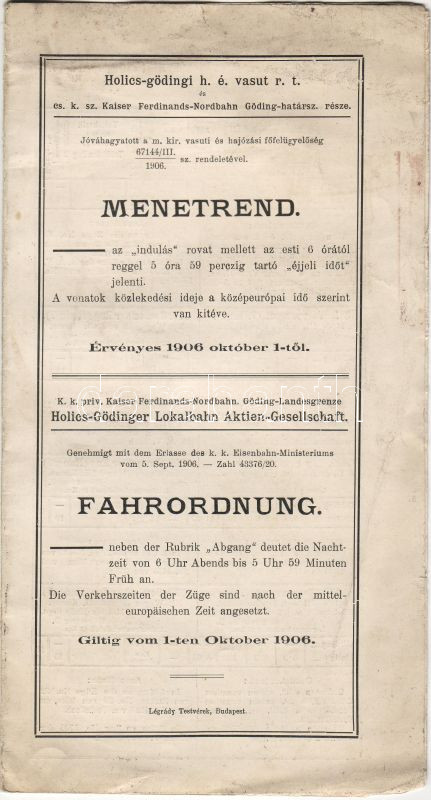 Holics-gödingi h. é. vasut r. t.
és
cs. k. sz. Kaiser Ferdinands-Nordbahn Göding-határsz. része.
Jóváhagyatott a m. kir. vasuti és hajózási főfelügyelőség
67144/III.
1906. sz. rendeletével.
MENETREND.
az „indulás“ rovat mellett az esti 6 órától
reggel 5 óra 59 perczig tartó „éjjeli időt“
jelenti.
A vonatok közlekedési ideje a középeurópai idő szerint
van kitéve.
Érvényes 1906 október 1-től.
K. k. priv. Kaiser Ferdinands-Nordbahn. Göding-Landesgrenze
Holics-Gödinger Lokalbahn Aktien-Gesellschaft.
Genehmigt mit dem Erlasse des k. k. Eisenbahn-Ministeriums
vom 5. Sept. 1906. — Zahl 43376/20.
FAHRORDNUNG.
neben der Rubrik „Abgang“ deutet die Nacht-
zeit von 6 Uhr Abends bis 5 Uhr 59 Minuten
Früh an.
Die Verkehrszeiten der Züge sind nach der mittel-
europäischen Zeit angesetzt.
Giltig vom 1-ten Oktober 1906.
Légrády Testvérek, Budapest.